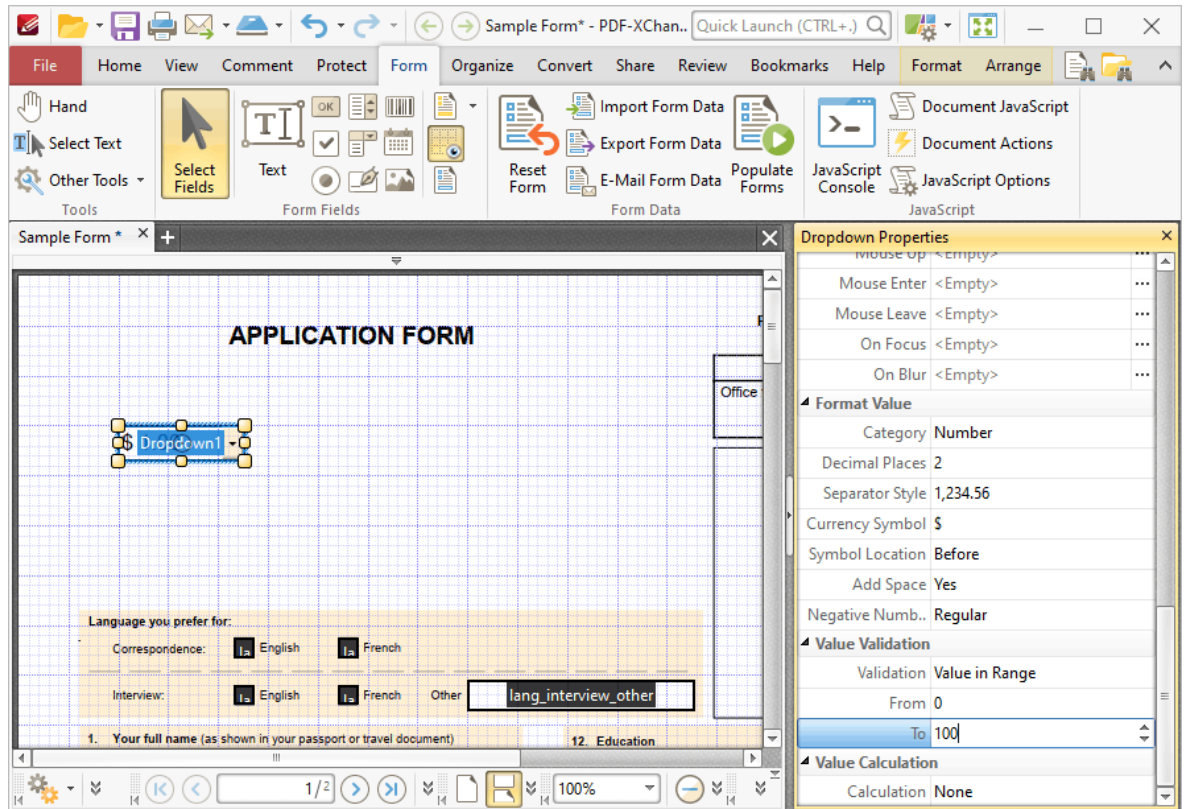 Sample Form* - PDF-XChan..
Quick Launch (CTRL+.)
File Home View Comment Protect Form Organize Convert Share Review Bookmarks Help Format Arrange
Hand
Select Text
Other Tools
Tools
Select Fields
Text
OK
Form Fields
Reset Form
Import Form Data
Export Form Data
E-Mail Form Data
Populate Forms
Form Data
JavaScript Console
Document JavaScript
Document Actions
JavaScript Options
JavaScript
Sample Form *
APPLICATION FORM
Office
$ Dropdown1
Language you prefer for:
Correspondence: English French
Interview: English French Other lang_interview_other
1. Your full name (as shown in your passport or travel document)
12. Education
1/2
100%
Dropdown Properties
Mouse Up <Empty>
Mouse Enter <Empty>
Mouse Leave <Empty>
On Focus <Empty>
On Blur <Empty>
Format Value
Category Number
Decimal Places 2
Separator Style 1,234.56
Currency Symbol $
Symbol Location Before
Add Space Yes
Negative Numb.. Regular
Value Validation
Validation Value in Range
From 0
To 100
Value Calculation
Calculation None